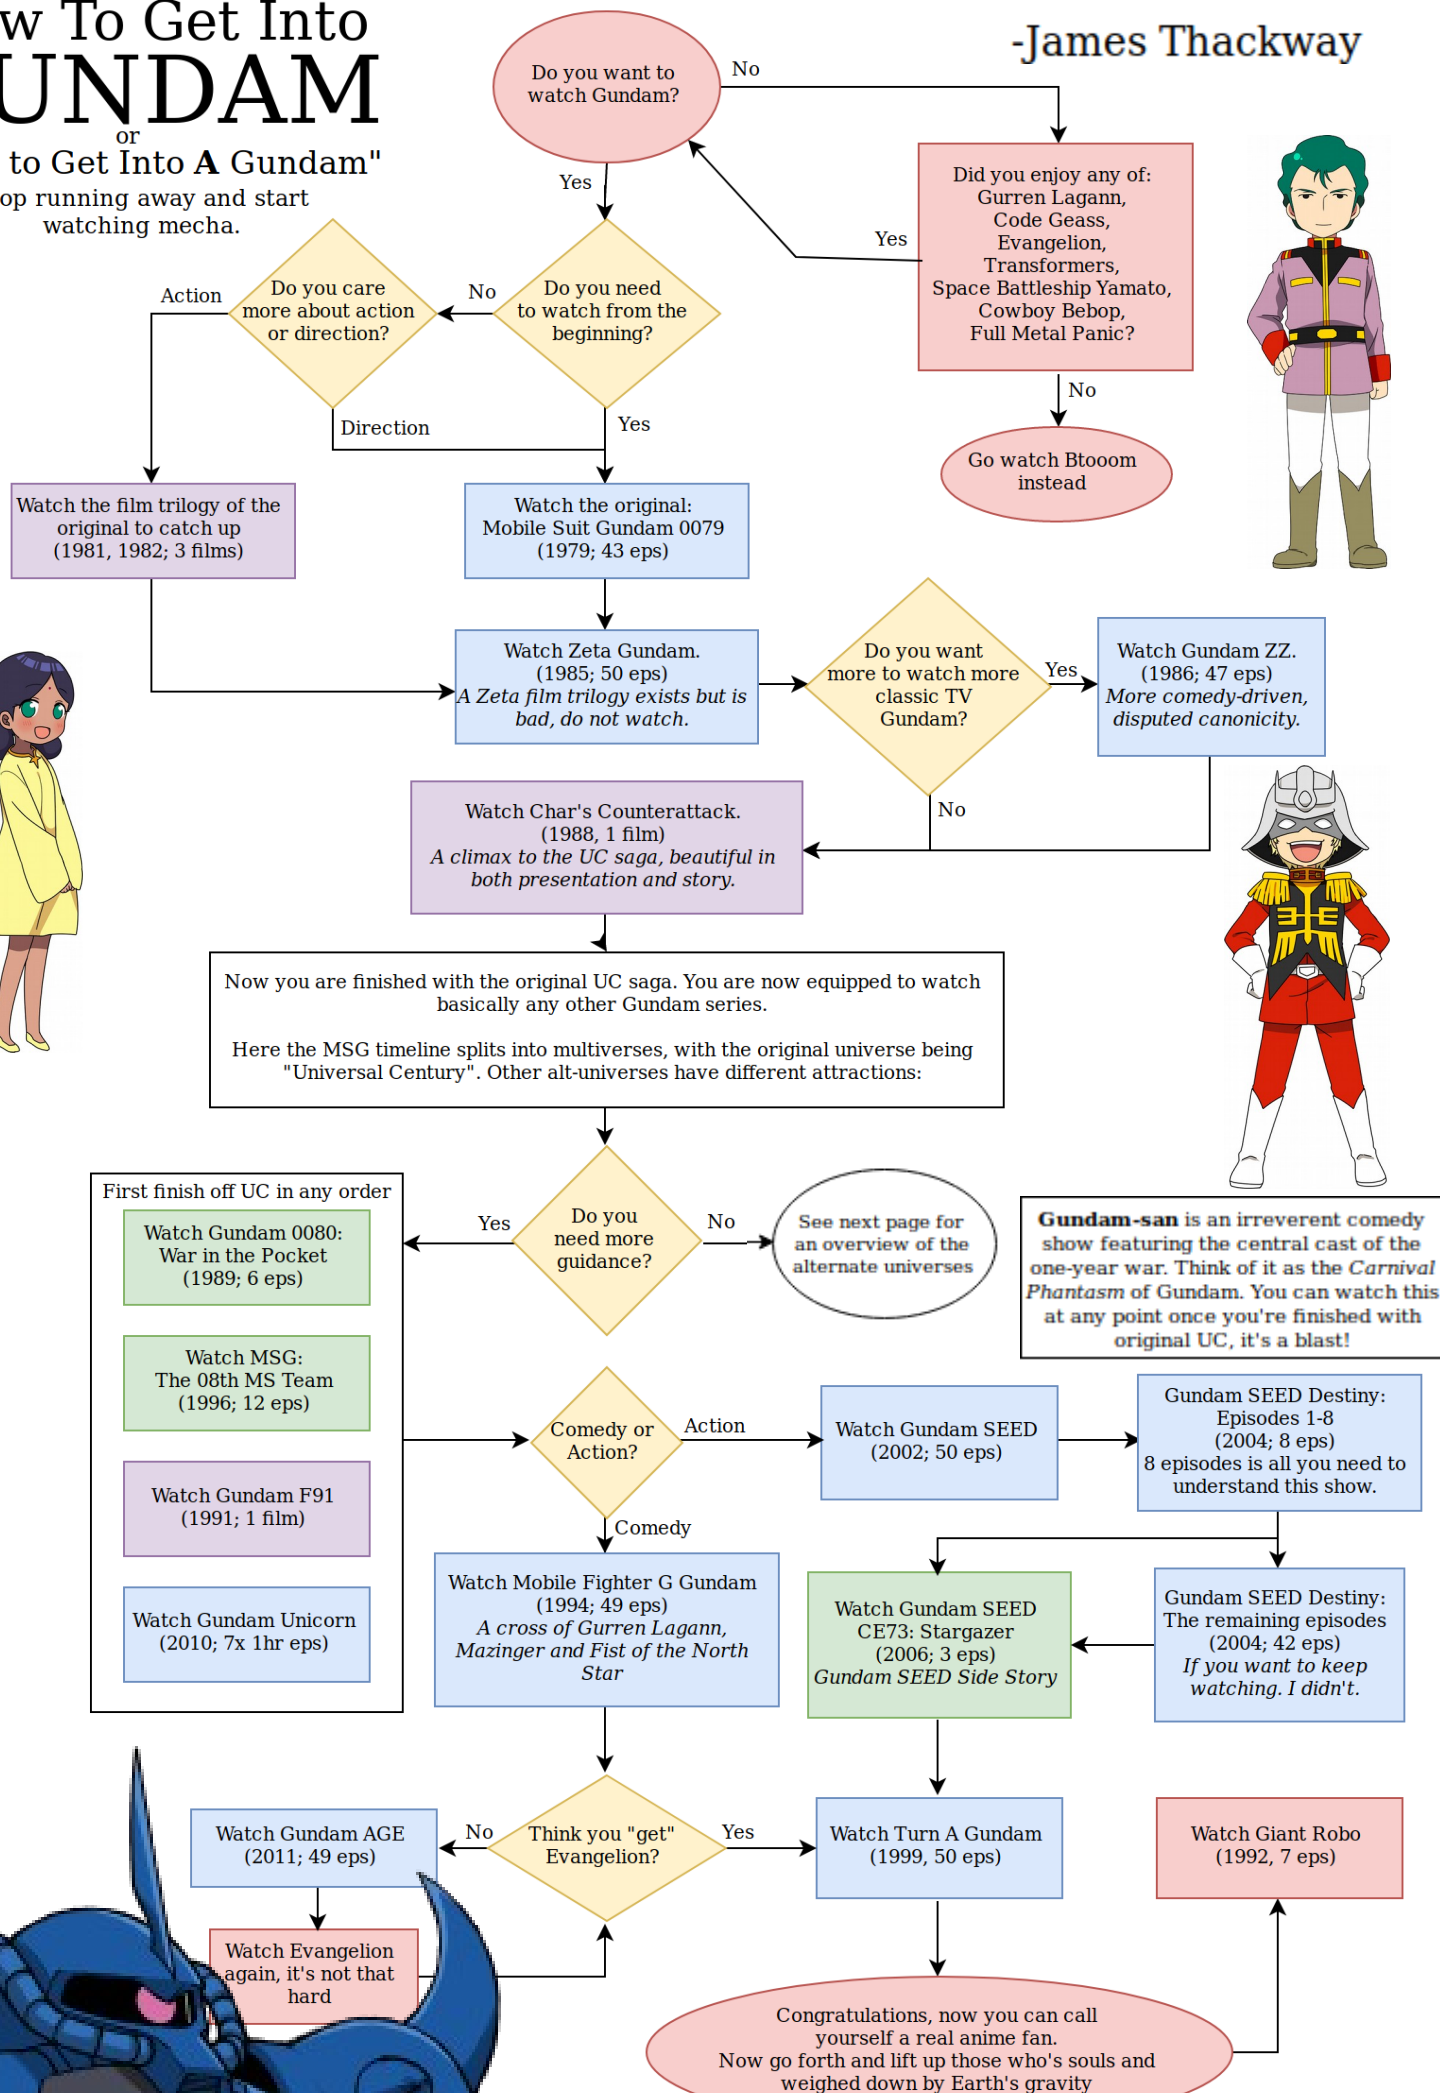 w To Get Into
UNDAM
or
to Get Into A Gundam"
op running away and start
watching mecha.
-James Thackway
Do you want to
watch Gundam?
No
Yes
Did you enjoy any of:
Gurren Lagann,
Code Geass,
Evangelion,
Transformers,
Space Battleship Yamato,
Cowboy Bebop,
Full Metal Panic?
Yes
No
Go watch Btooom
instead
Do you need
to watch from the
beginning?
No
Yes
Do you care
more about action
or direction?
Action
Direction
Watch the film trilogy of the
original to catch up
(1981, 1982; 3 films)
Watch the original:
Mobile Suit Gundam 0079
(1979; 43 eps)
Watch Zeta Gundam.
(1985; 50 eps)
A Zeta film trilogy exists but is
bad, do not watch.
Do you want
more to watch more
classic TV
Gundam?
Yes
No
Watch Gundam ZZ.
(1986; 47 eps)
More comedy-driven,
disputed canonicity.
Watch Char's Counterattack.
(1988, 1 film)
A climax to the UC saga, beautiful in
both presentation and story.
Now you are finished with the original UC saga. You are now equipped to watch
basically any other Gundam series.
Here the MSG timeline splits into multiverses, with the original universe being
"Universal Century". Other alt-universes have different attractions:
Do you
need more
guidance?
Yes
No
See next page for
an overview of the
alternate universes
Gundam-san is an irreverent comedy
show featuring the central cast of the
one-year war. Think of it as the Carnival
Phantasm of Gundam. You can watch this
at any point once you're finished with
original UC, it's a blast!
First finish off UC in any order
Watch Gundam 0080:
War in the Pocket
(1989; 6 eps)
Watch MSG:
The 08th MS Team
(1996; 12 eps)
Watch Gundam F91
(1991; 1 film)
Watch Gundam Unicorn
(2010; 7x 1hr eps)
Comedy or
Action?
Action
Comedy
Watch Gundam SEED
(2002; 50 eps)
Gundam SEED Destiny:
Episodes 1-8
(2004; 8 eps)
8 episodes is all you need to
understand this show.
Watch Mobile Fighter G Gundam
(1994; 49 eps)
A cross of Gurren Lagann,
Mazinger and Fist of the North
Star
Watch Gundam SEED
CE73: Stargazer
(2006; 3 eps)
Gundam SEED Side Story
Gundam SEED Destiny:
The remaining episodes
(2004; 42 eps)
If you want to keep
watching. I didn't.
Think you "get"
Evangelion?
No
Yes
Watch Gundam AGE
(2011; 49 eps)
Watch Evangelion
again, it's not that
hard
Watch Turn A Gundam
(1999, 50 eps)
Watch Giant Robo
(1992, 7 eps)
Congratulations, now you can call
yourself a real anime fan.
Now go forth and lift up those who's souls and
weighed down by Earth's gravity